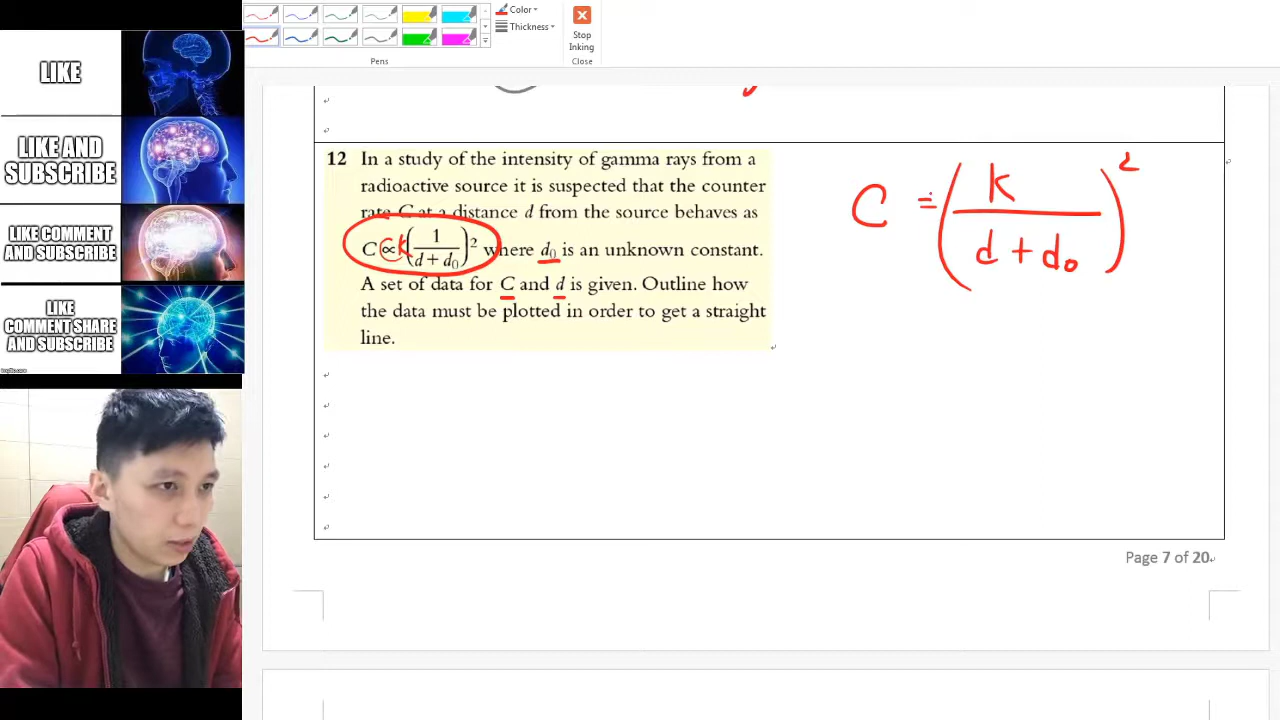 Color
Thickness
Stop
Inking
Pens
Close
LIKE
LIKE AND
SUBSCRIBE
LIKE COMMENT
AND SUBSCRIBE
LIKE
COMMENT SHARE
AND SUBSCRIBE
imgflip.com
12 In a study of the intensity of gamma rays from a
radioactive source it is suspected that the counter
rate C at a distance d from the source behaves as
C ∝ k(1/(d + d₀))² where d₀ is an unknown constant.
A set of data for C and d is given. Outline how
the data must be plotted in order to get a straight
line.
C = (k/(d + d₀))²
Page 7 of 20